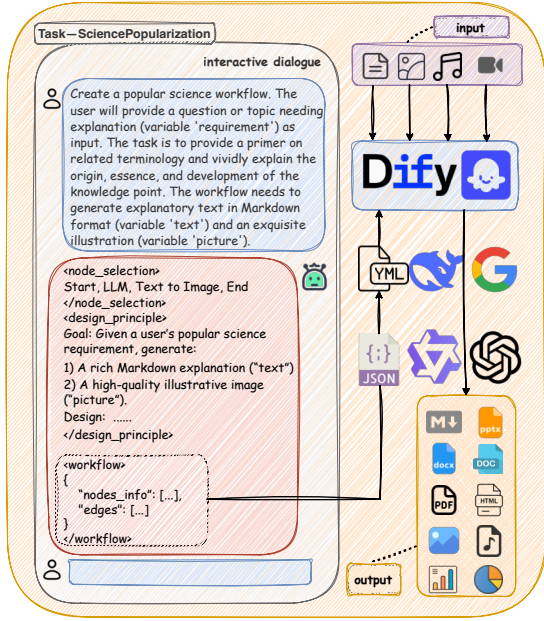 Task—SciencePopularization
interactive dialogue
Create a popular science workflow. The
user will provide a question or topic needing
explanation (variable 'requirement') as
input. The task is to provide a primer on
related terminology and vividly explain the
origin, essence, and development of the
knowledge point. The workflow needs to
generate explanatory text in Markdown
format (variable 'text') and an exquisite
illustration (variable 'picture').
<node_selection>
Start, LLM, Text to Image, End
</node_selection>
<design_principle>
Goal: Given a user's popular science
requirement, generate:
1) A rich Markdown explanation ("text")
2) A high-quality illustrative image
("picture").
Design: ......
</design_principle>
<workflow>
{
"nodes_info": [...],
"edges": [...]
}
</workflow>
input
Dify
YML
{;}
JSON
M
pptx
docx
DOC
PDF
HTML
output